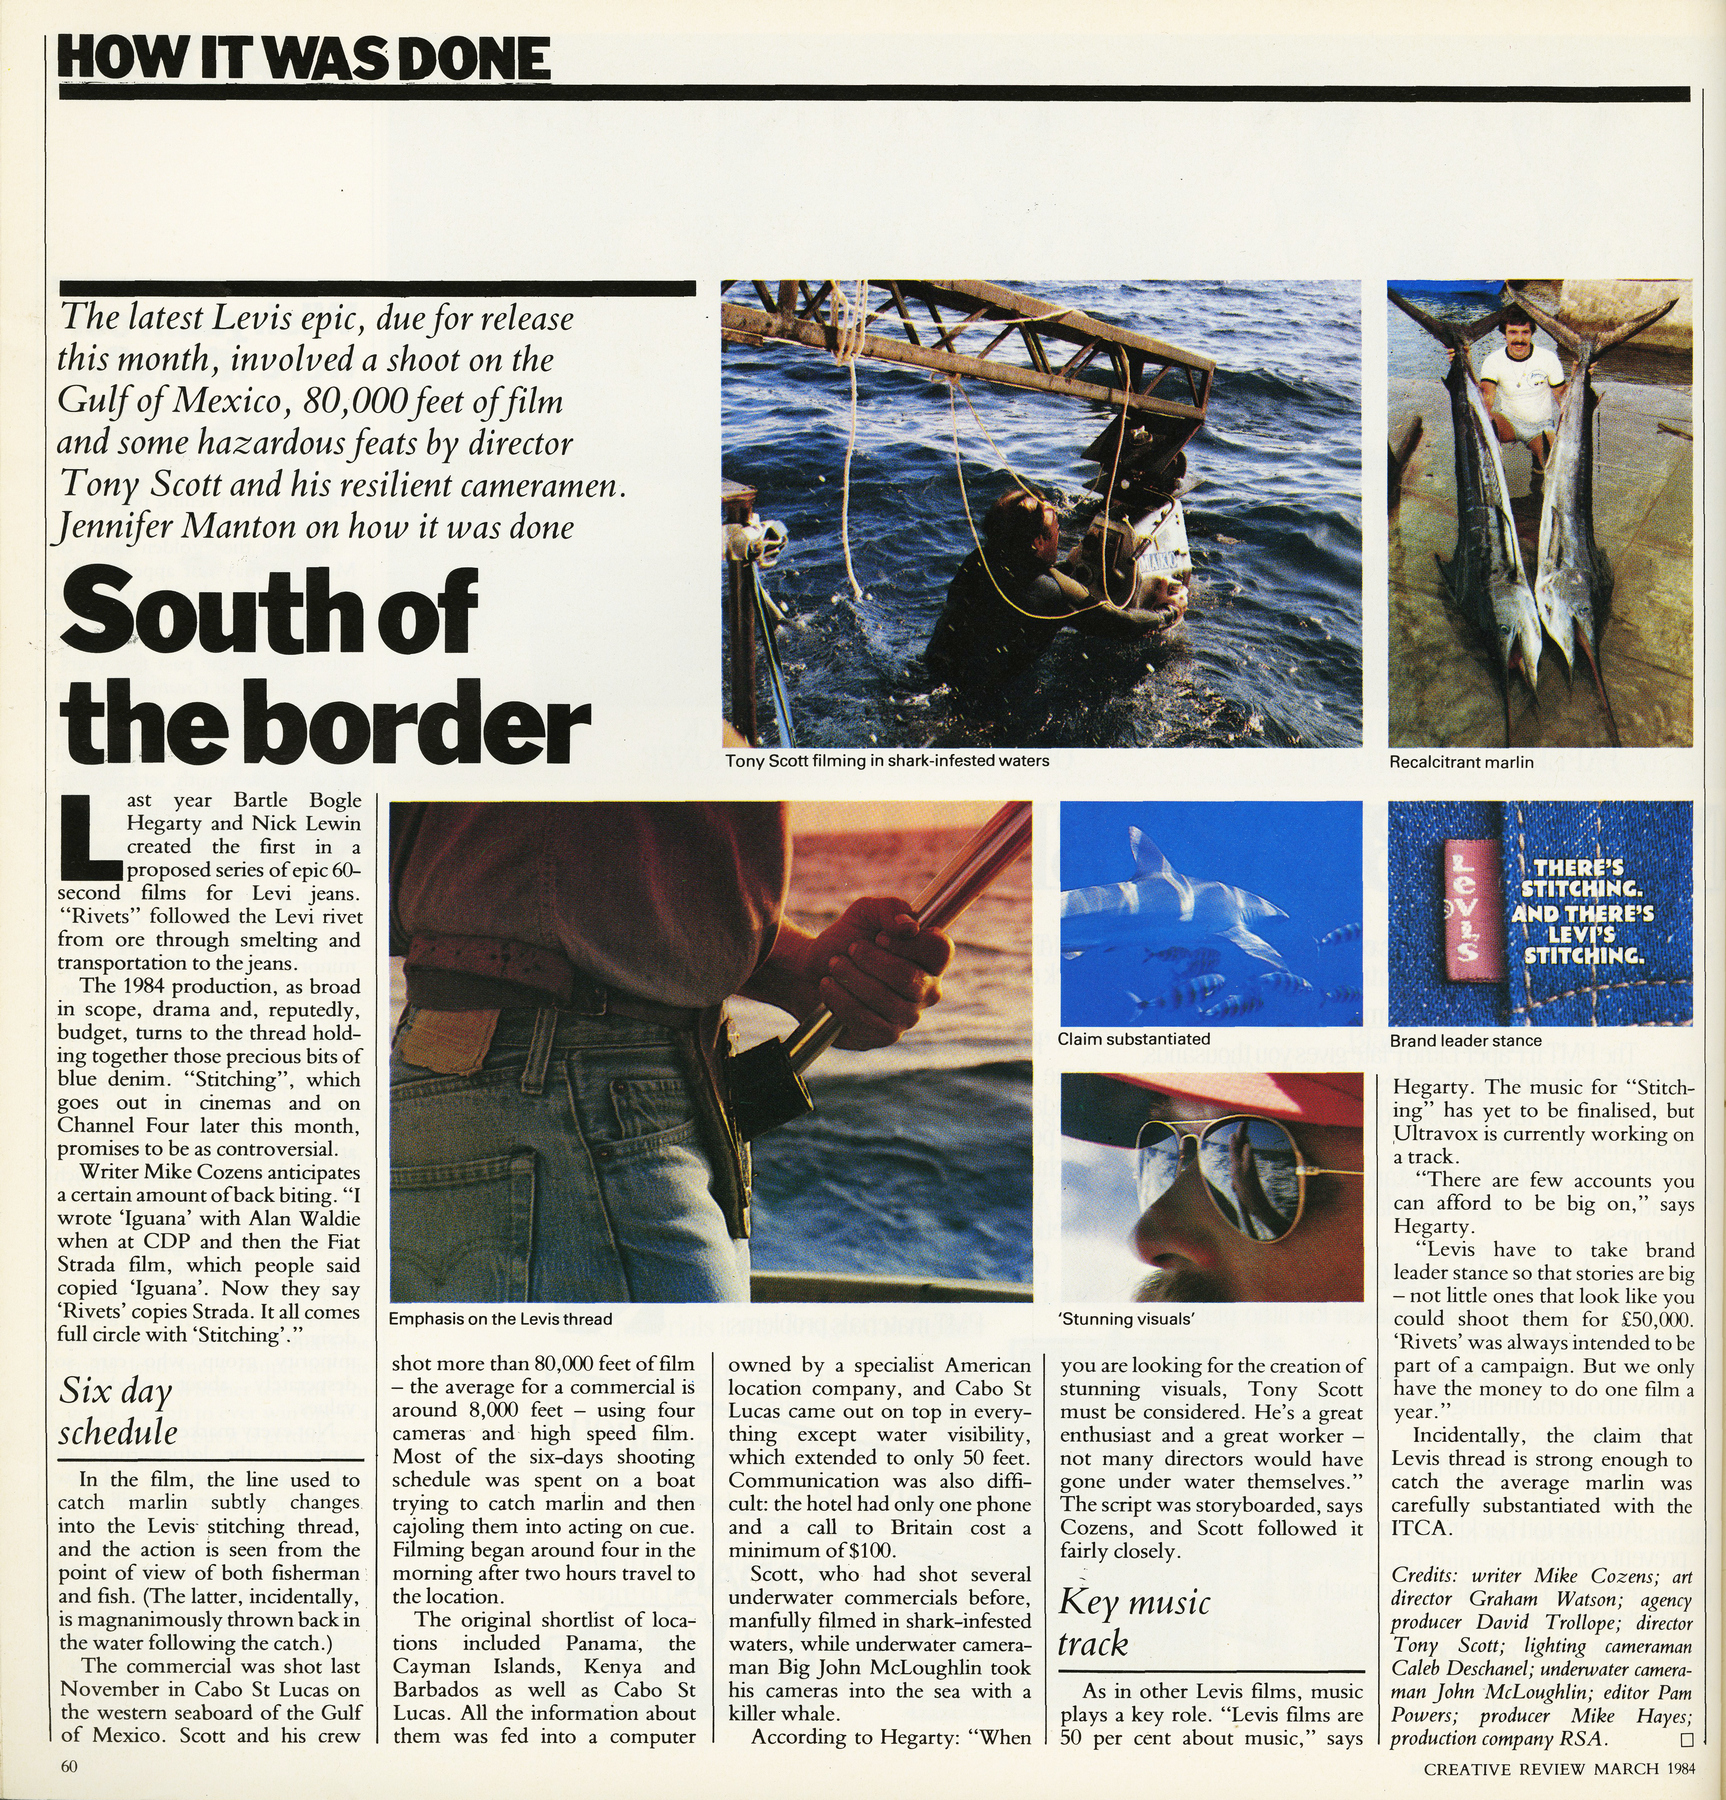 HOW IT WAS DONE
The latest Levis epic, due for release
this month, involved a shoot on the
Gulf of Mexico, 80,000 feet of film
and some hazardous feats by director
Tony Scott and his resilient cameramen.
Jennifer Manton on how it was done
South of
the border
Last year Bartle Bogle
Hegarty and Nick Lewin
created the first in a
proposed series of epic 60-
second films for Levi jeans.
“Rivets” followed the Levi rivet
from ore through smelting and
transportation to the jeans.
The 1984 production, as broad
in scope, drama and, reputedly,
budget, turns to the thread hold-
ing together those precious bits of
blue denim. “Stitching”, which
goes out in cinemas and on
Channel Four later this month,
promises to be as controversial.
Writer Mike Cozens anticipates
a certain amount of back biting. “I
wrote ‘Iguana’ with Alan Waldie
when at CDP and then the Fiat
Strada film, which people said
copied ‘Iguana’. Now they say
‘Rivets’ copies Strada. It all comes
full circle with ‘Stitching’.”
Six day
schedule
In the film, the line used to
catch marlin subtly changes
into the Levis stitching thread,
and the action is seen from the
point of view of both fisherman
and fish. (The latter, incidentally,
is magnanimously thrown back in
the water following the catch.)
The commercial was shot last
November in Cabo St Lucas on
the western seaboard of the Gulf
of Mexico. Scott and his crew
MAKO
Tony Scott filming in shark-infested waters
Recalcitrant marlin
Emphasis on the Levis thread
Claim substantiated
LEVI'S
THERE'S
STITCHING.
AND THERE'S
LEVI'S
STITCHING.
Brand leader stance
‘Stunning visuals’
shot more than 80,000 feet of film
– the average for a commercial is
around 8,000 feet – using four
cameras and high speed film.
Most of the six-days shooting
schedule was spent on a boat
trying to catch marlin and then
cajoling them into acting on cue.
Filming began around four in the
morning after two hours travel to
the location.
The original shortlist of loca-
tions included Panama, the
Cayman Islands, Kenya and
Barbados as well as Cabo St
Lucas. All the information about
them was fed into a computer
owned by a specialist American
location company, and Cabo St
Lucas came out on top in every-
thing except water visibility,
which extended to only 50 feet.
Communication was also diffi-
cult: the hotel had only one phone
and a call to Britain cost a
minimum of $100.
Scott, who had shot several
underwater commercials before,
manfully filmed in shark-infested
waters, while underwater camera-
man Big John McLoughlin took
his cameras into the sea with a
killer whale.
According to Hegarty: “When
you are looking for the creation of
stunning visuals, Tony Scott
must be considered. He's a great
enthusiast and a great worker –
not many directors would have
gone under water themselves.”
The script was storyboarded, says
Cozens, and Scott followed it
fairly closely.
Key music
track
As in other Levis films, music
plays a key role. “Levis films are
50 per cent about music,” says
Hegarty. The music for “Stitch-
ing” has yet to be finalised, but
Ultravox is currently working on
a track.
“There are few accounts you
can afford to be big on,” says
Hegarty.
“Levis have to take brand
leader stance so that stories are big
– not little ones that look like you
could shoot them for £50,000.
‘Rivets’ was always intended to be
part of a campaign. But we only
have the money to do one film a
year.”
Incidentally, the claim that
Levis thread is strong enough to
catch the average marlin was
carefully substantiated with the
ITCA.
Credits: writer Mike Cozens; art
director Graham Watson; agency
producer David Trollope; director
Tony Scott; lighting cameraman
Caleb Deschanel; underwater camera-
man John McLoughlin; editor Pam
Powers; producer Mike Hayes;
production company RSA.
60
CREATIVE REVIEW MARCH 1984